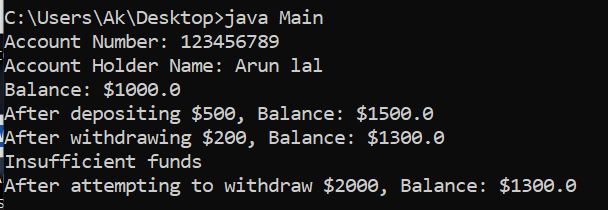 C:\Users\Ak\Desktop>java Main
Account Number: 123456789
Account Holder Name: Arun lal
Balance: $1000.0
After depositing $500, Balance: $1500.0
After withdrawing $200, Balance: $1300.0
Insufficient funds
After attempting to withdraw $2000, Balance: $1300.0